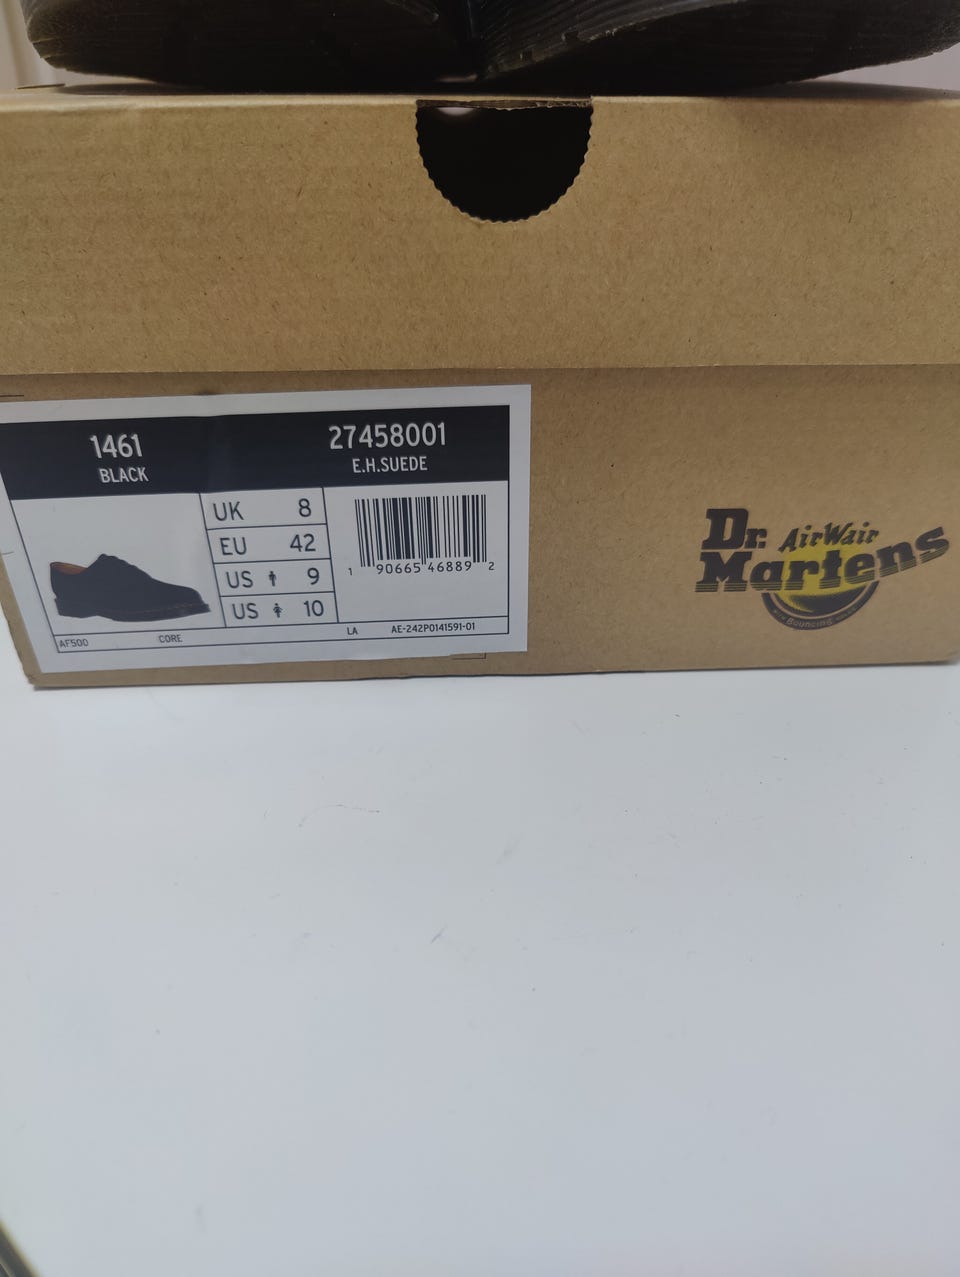 1461
BLACK
27458001
E.H.SUEDE
UK 8
EU 42
US 9
US 10
1 90665 46889 2
AF500 CORE LA AE-242P0141591-01
Dr. AirWair
Martens
BOUNCING